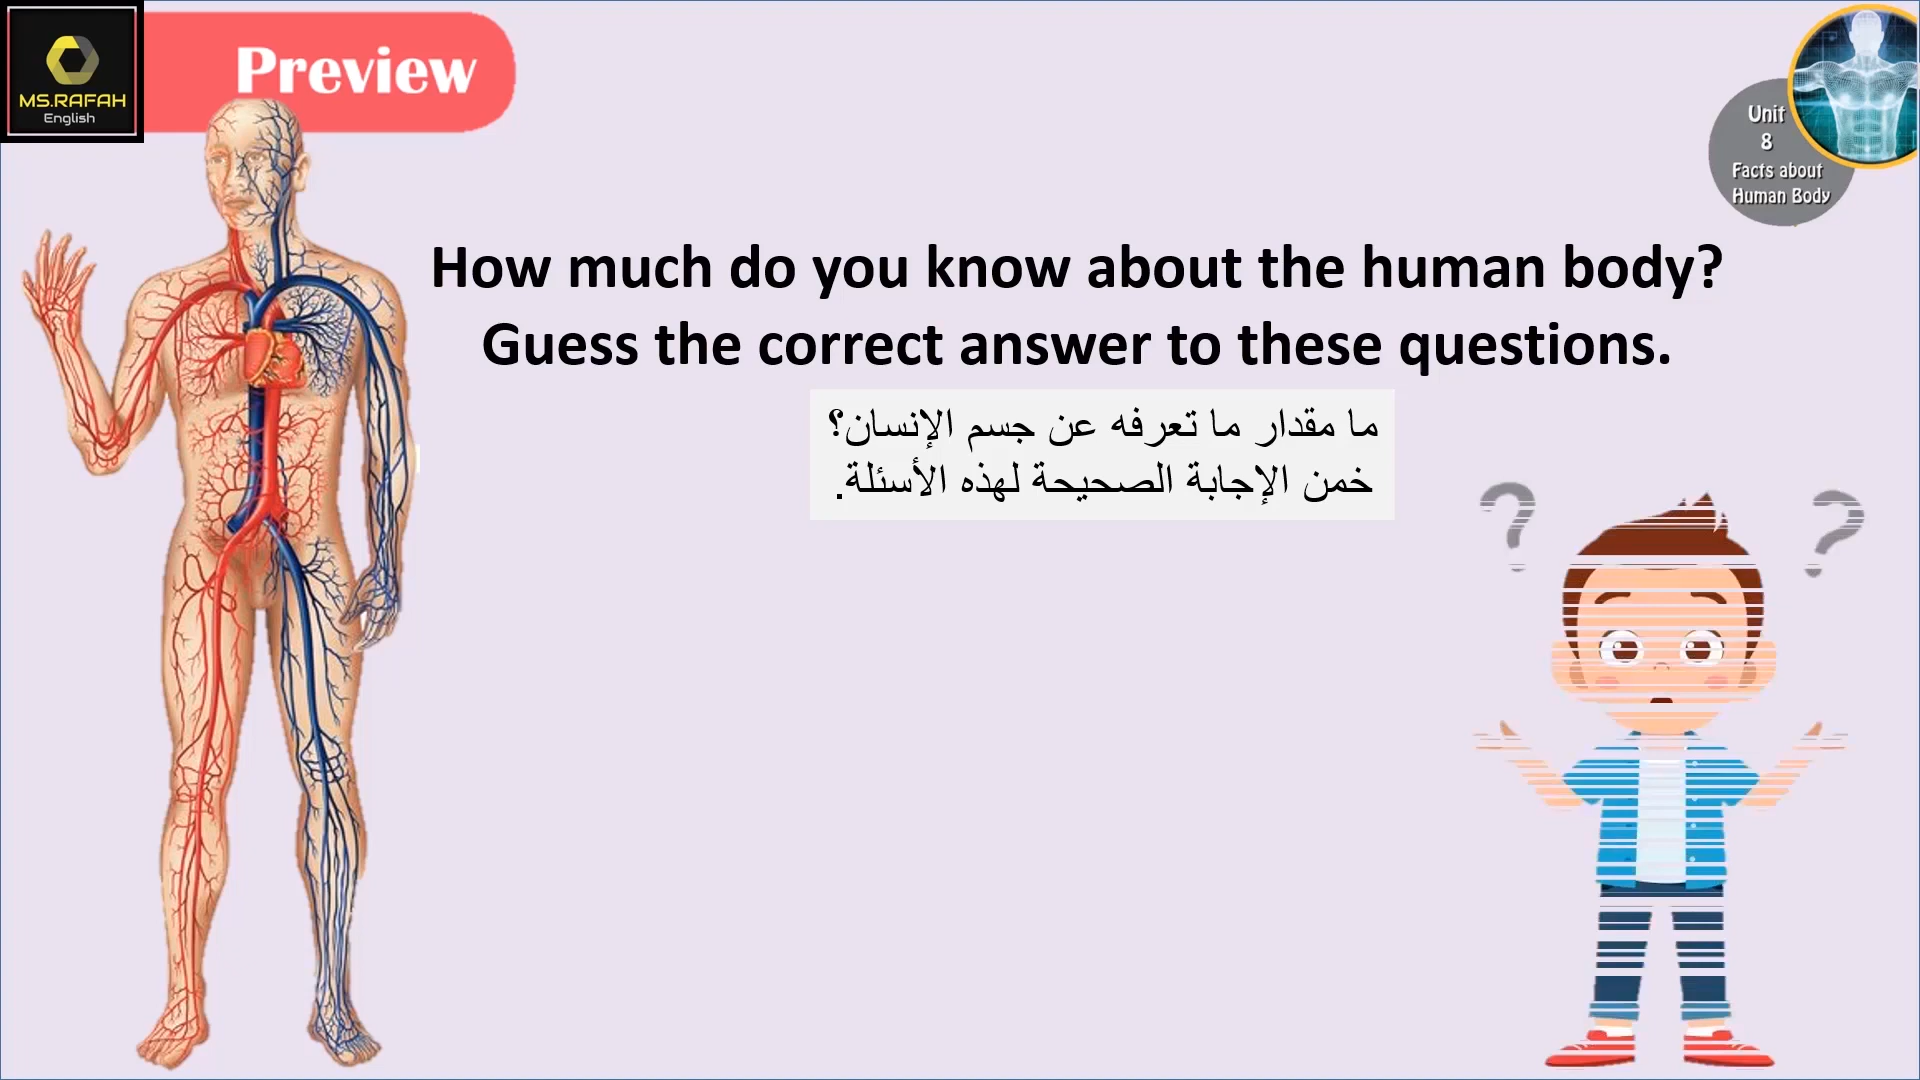 MS.RAFAH
English
Preview
Unit
8
Facts about
Human Body
How much do you know about the human body?
Guess the correct answer to these questions.
ما مقدار ما تعرفه عن جسم الإنسان؟
خمن الإجابة الصحيحة لهذه الأسئلة.
? ?